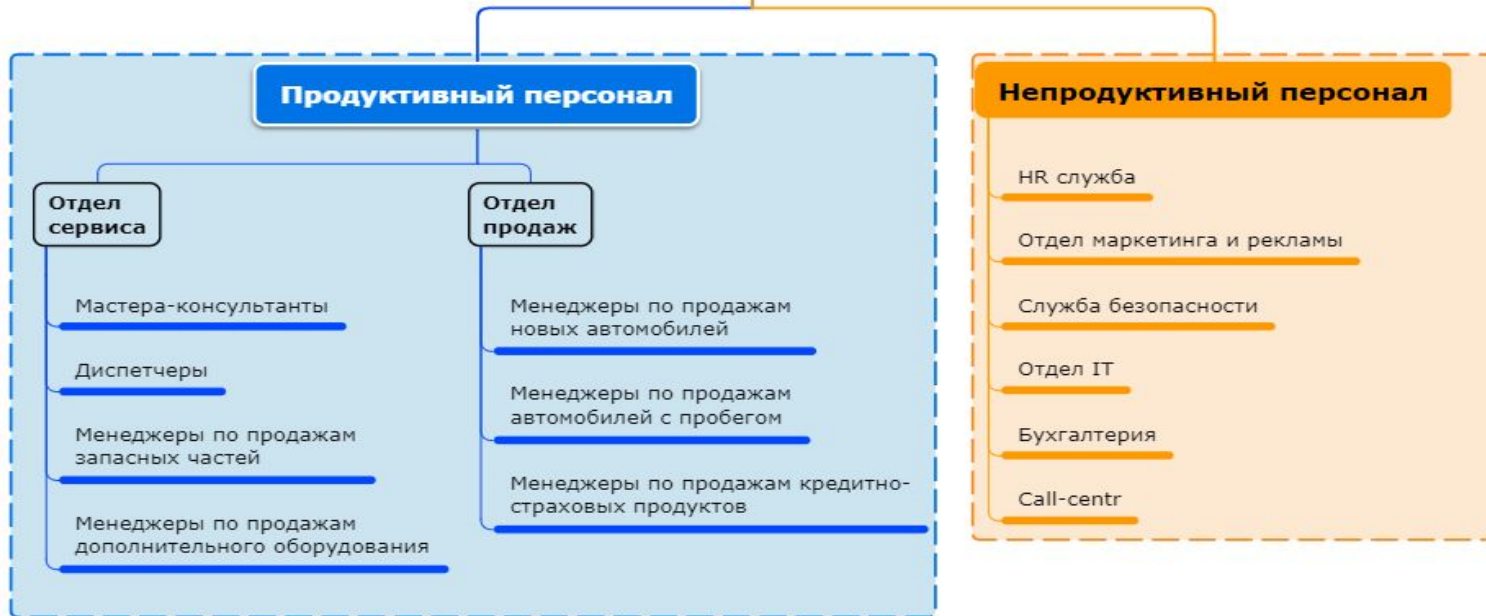 Продуктивный персонал
Отдел
сервиса
Мастера-консультанты
Диспетчеры
Менеджеры по продажам
запасных частей
Менеджеры по продажам
дополнительного оборудования
Отдел
продаж
Менеджеры по продажам
новых автомобилей
Менеджеры по продажам
автомобилей с пробегом
Менеджеры по продажам кредитно-
страховых продуктов
Непродуктивный персонал
HR служба
Отдел маркетинга и рекламы
Служба безопасности
Отдел IT
Бухгалтерия
Call-centr